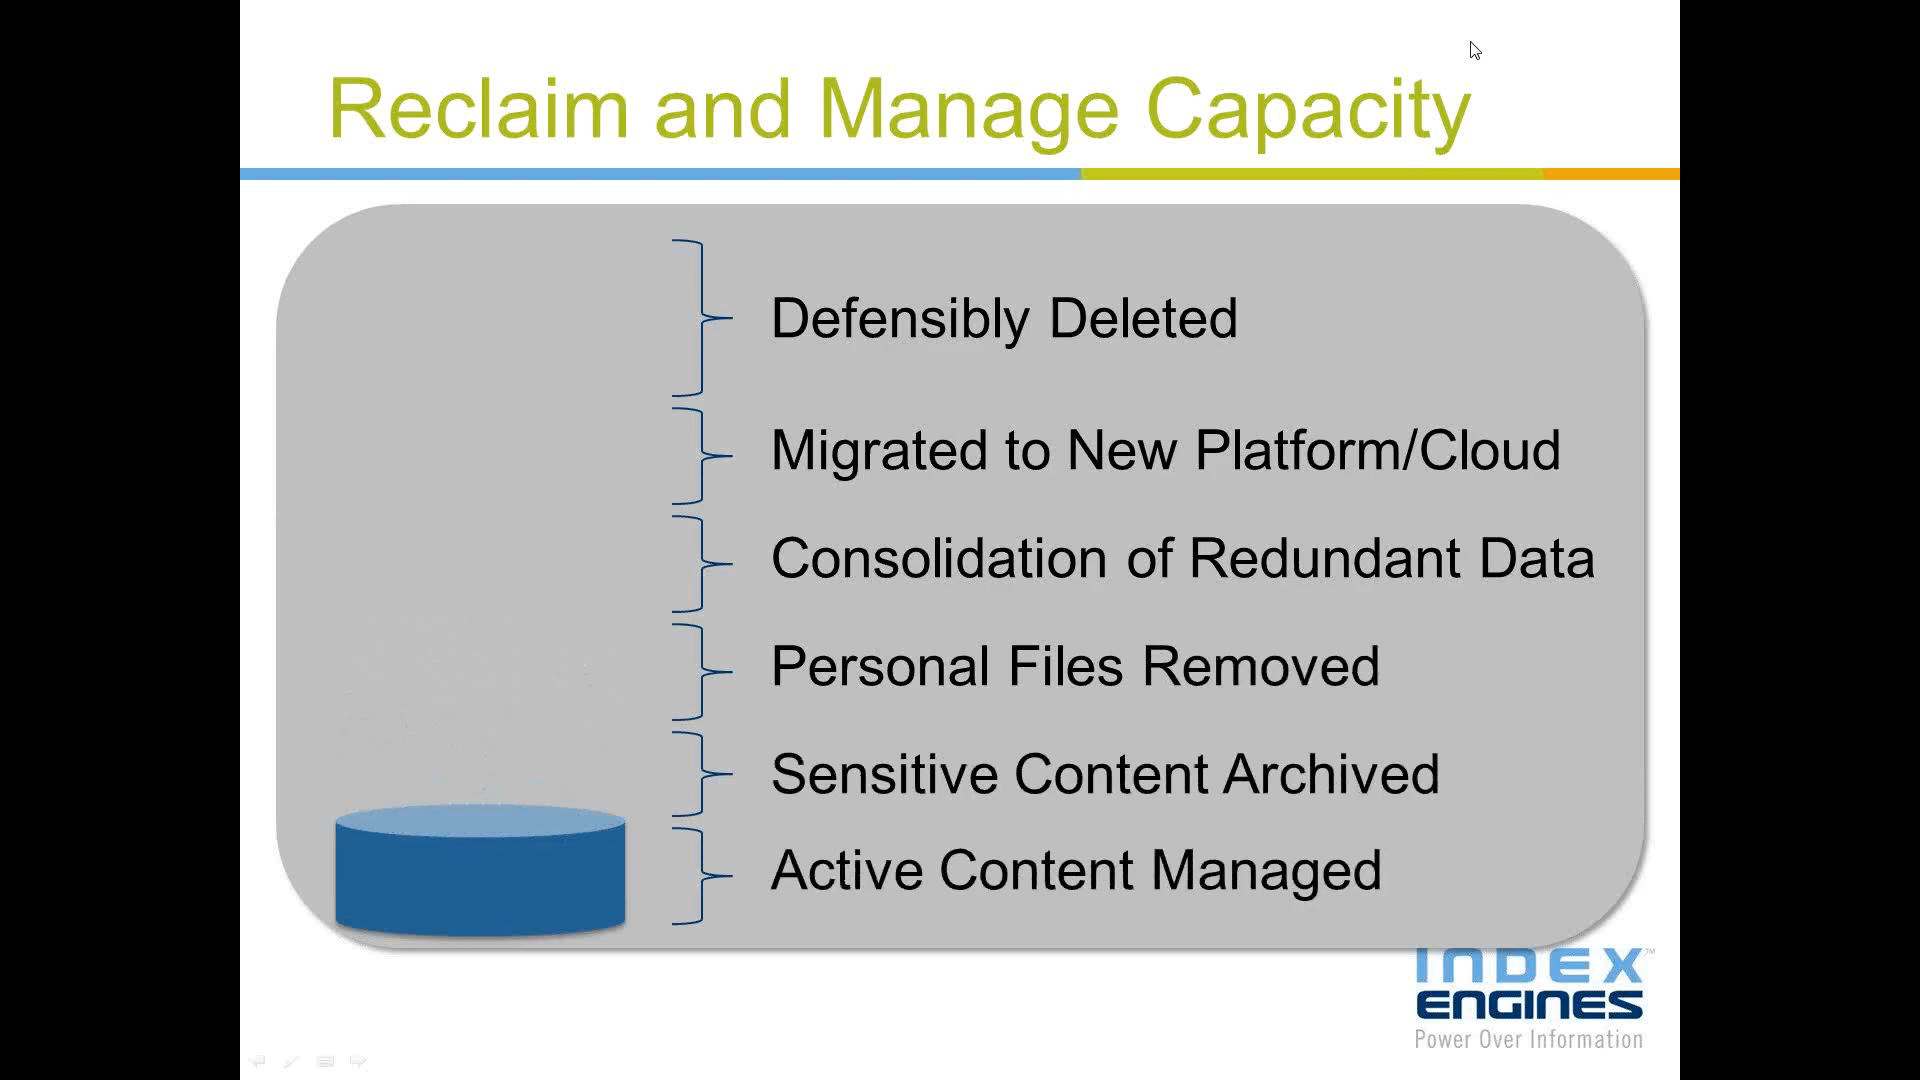 Reclaim and Manage Capacity
Defensibly Deleted
Migrated to New Platform/Cloud
Consolidation of Redundant Data
Personal Files Removed
Sensitive Content Archived
Active Content Managed
INDEX™
ENGINES
Power Over Information